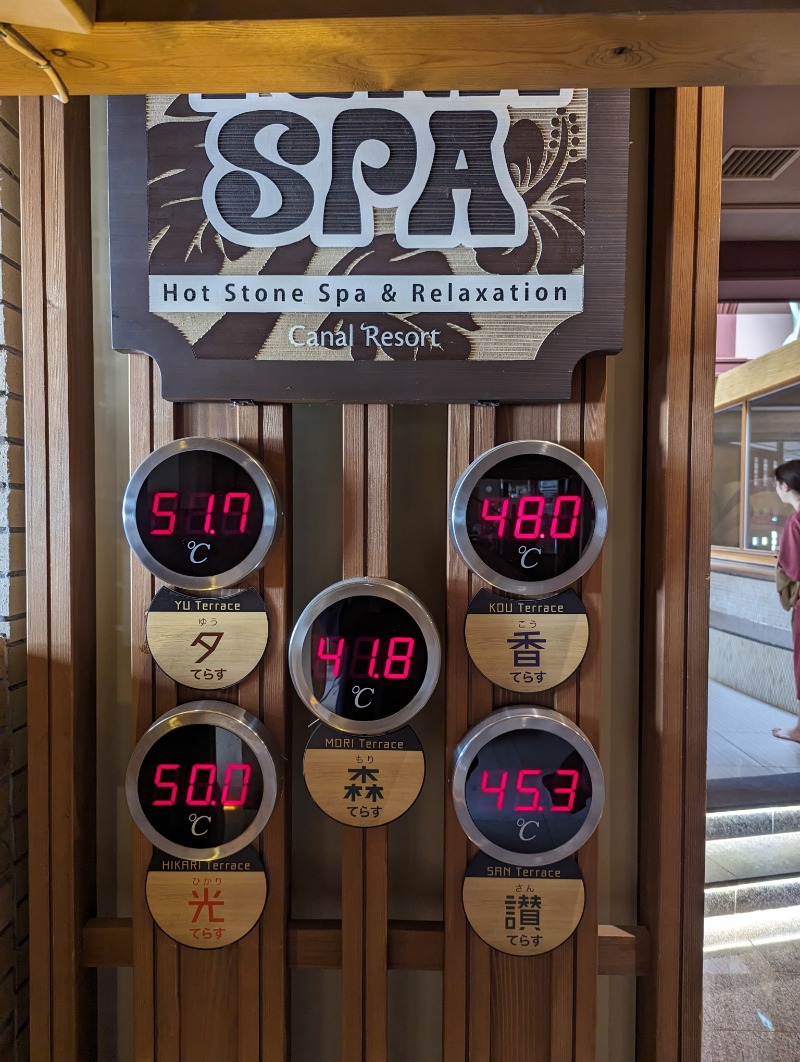 SPA
Hot Stone Spa & Relaxation
Canal Resort
51.7
℃
YU Terrace
ゆう
夕
てらす
48.0
℃
KOU Terrace
こう
香
てらす
41.8
℃
MORI Terrace
もり
森
てらす
50.0
℃
HIKARI Terrace
ひかり
光
てらす
45.3
℃
SAN Terrace
さん
讃
てらす